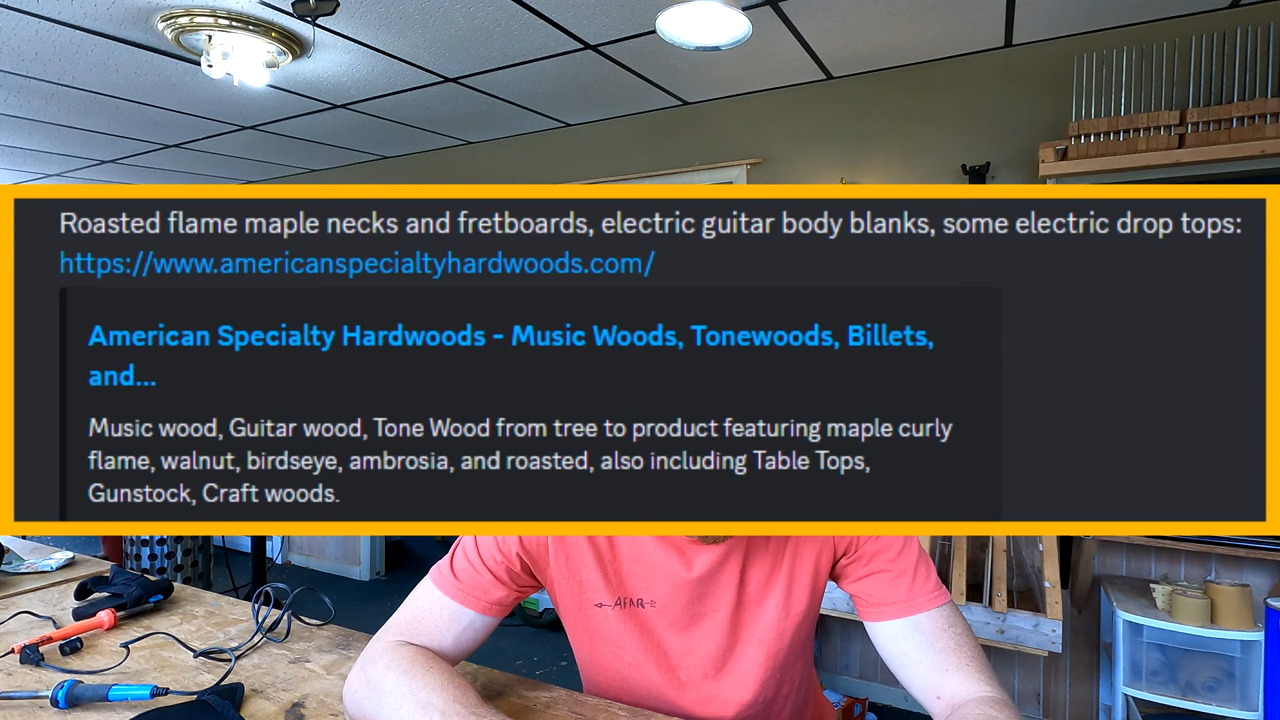 Roasted flame maple necks and fretboards, electric guitar body blanks, some electric drop tops:
https://www.americanspecialtyhardwoods.com/
American Specialty Hardwoods - Music Woods, Tonewoods, Billets,
and...
Music wood, Guitar wood, Tone Wood from tree to product featuring maple curly
flame, walnut, birdseye, ambrosia, and roasted, also including Table Tops,
Gunstock, Craft woods.
AFAR